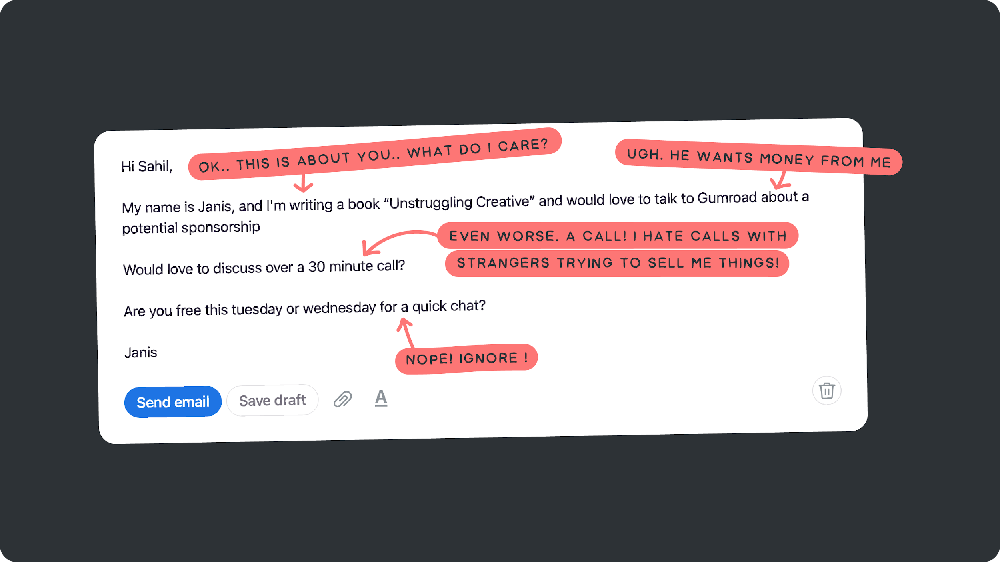 Hi Sahil,
OK.. THIS IS ABOUT YOU.. WHAT DO I CARE?
UGH. HE WANTS MONEY FROM ME
My name is Janis, and I'm writing a book “Unstruggling Creative” and would love to talk to Gumroad about a
potential sponsorship
EVEN WORSE. A CALL! I HATE CALLS WITH
STRANGERS TRYING TO SELL ME THINGS!
Would love to discuss over a 30 minute call?
Are you free this tuesday or wednesday for a quick chat?
Janis
NOPE! IGNORE !
Send email
Save draft
A